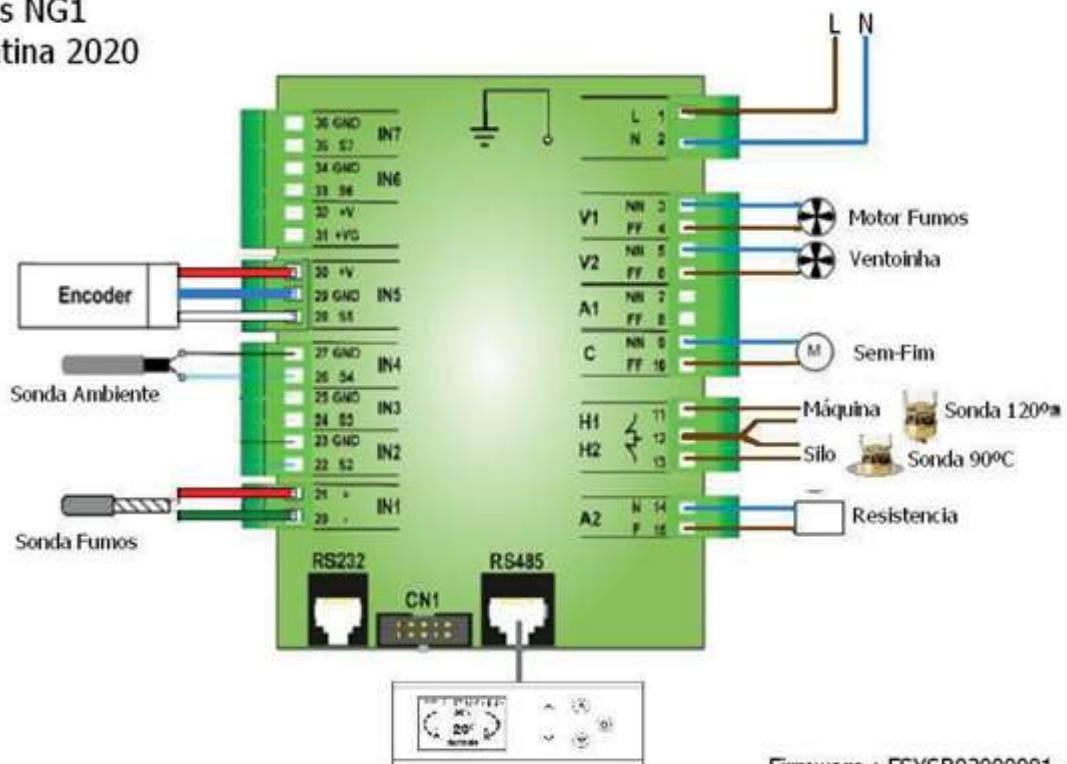 s NG1
tina 2020
L N
36 GND
35 S7
IN7
34 GND
33 S6
IN6
32 +V
31 +VG
30 +V
29 GND
28 S5
IN5
27 GND
26 S4
IN4
25 GND
24 S3
IN3
23 GND
22 S2
IN2
21 +
20 -
IN1
Encoder
Sonda Ambiente
Sonda Fumos
L 1
N 2
V1
NN 3
FF 4
Motor Fumos
V2
NN 5
FF 6
Ventoinha
A1
NN 7
FF 8
C
NN 9
FF 10
M
Sem-Fim
H1
H2
11
12
13
Máquina
Sonda 120º
Silo
Sonda 90ºC
A2
N 14
F 15
Resistencia
RS232
CN1
RS485
20°